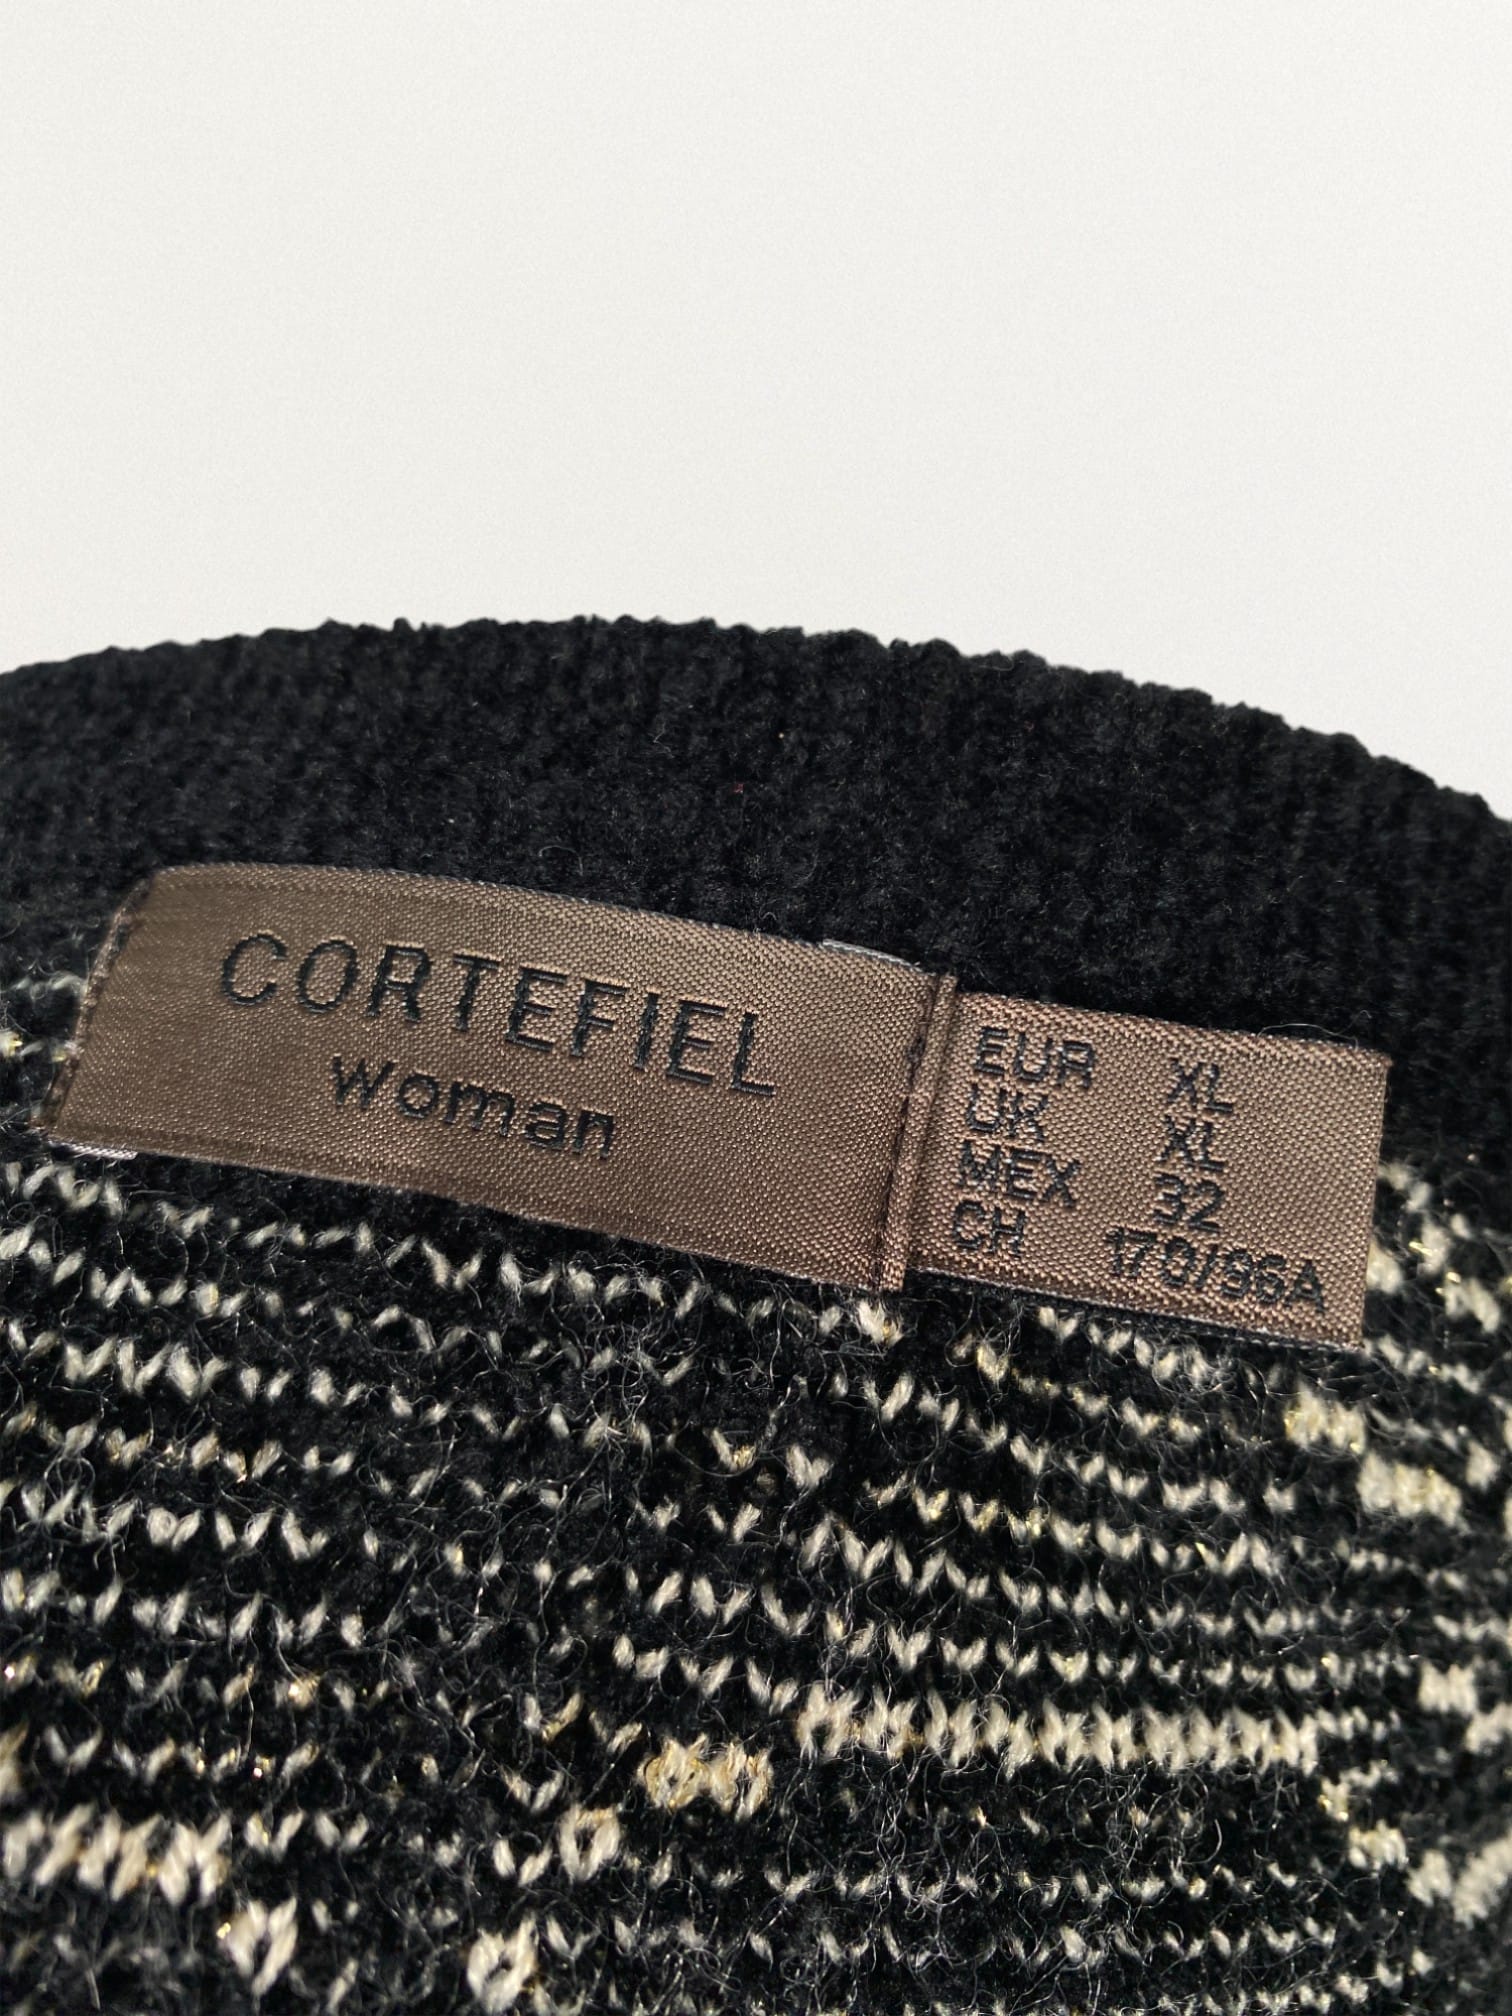 CORTEFIEL
Woman
EUR XL
UK XL
MEX 32
CH 170/96A